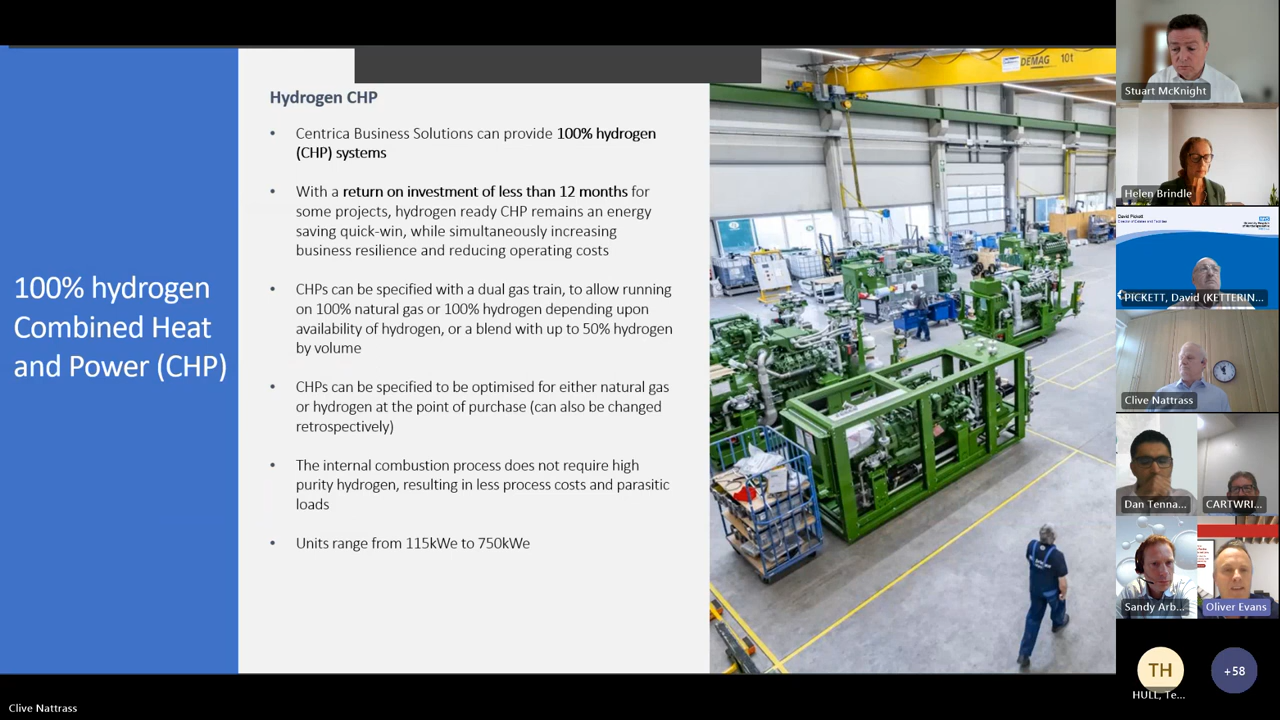 100% hydrogen
Combined Heat
and Power (CHP)
Hydrogen CHP
• Centrica Business Solutions can provide 100% hydrogen
(CHP) systems
• With a return on investment of less than 12 months for
some projects, hydrogen ready CHP remains an energy
saving quick-win, while simultaneously increasing
business resilience and reducing operating costs
• CHPs can be specified with a dual gas train, to allow running
on 100% natural gas or 100% hydrogen depending upon
availability of hydrogen, or a blend with up to 50% hydrogen
by volume
• CHPs can be specified to be optimised for either natural gas
or hydrogen at the point of purchase (can also be changed
retrospectively)
• The internal combustion process does not require high
purity hydrogen, resulting in less process costs and parasitic
loads
• Units range from 115kWe to 750kWe
DEMAG 10t
Stuart McKnight
Helen Brindle
David Pickett
NHS
PICKETT, David (KETTERIN...
Clive Nattrass
Dan Tenna...
CARTWRI...
Sandy Arb...
Oliver Evans
TH
HULL, Te...
+58
Clive Nattrass